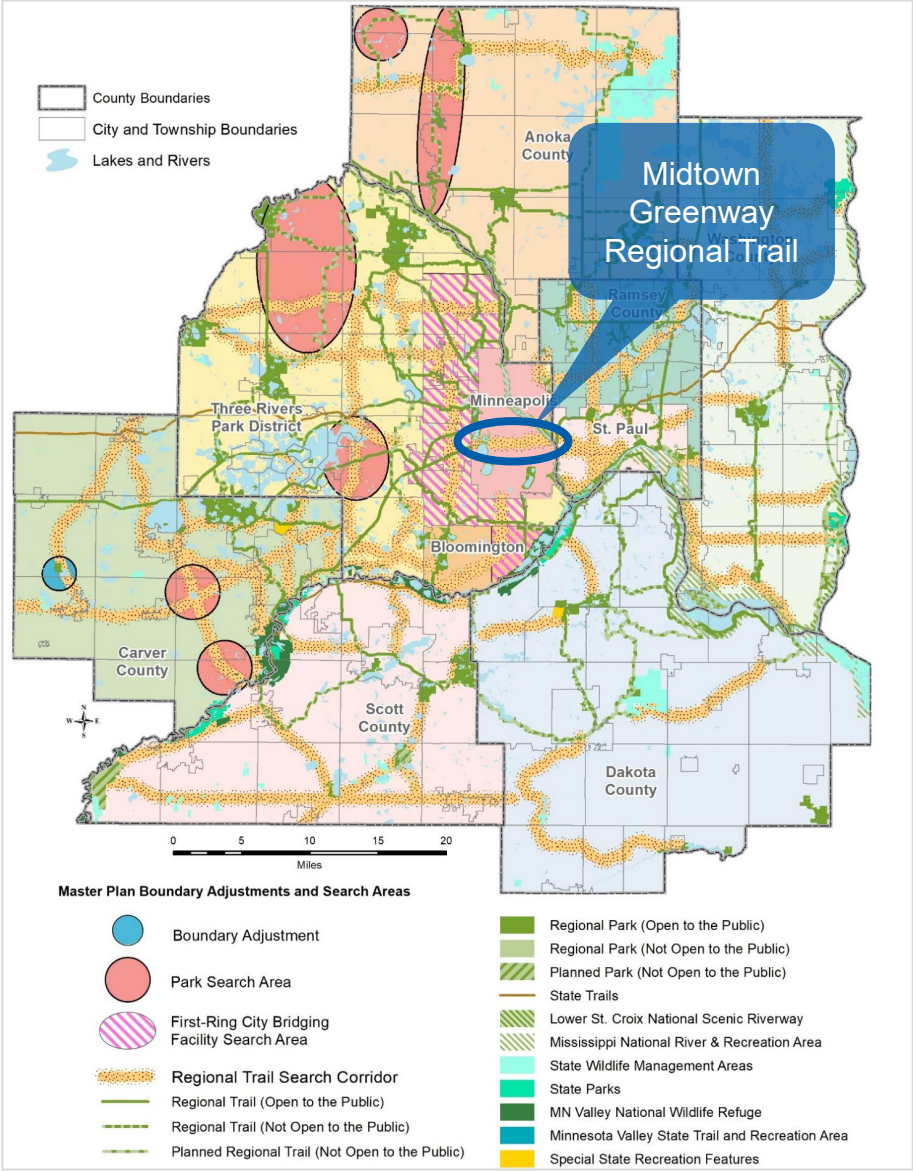 County Boundaries
City and Township Boundaries
Lakes and Rivers
Anoka
County
Midtown
Greenway
Regional Trail
Washington
County
Ramsey
County
Minneapolis
Three Rivers
Park District
St. Paul
Bloomington
Carver
County
N
W E
S
Scott
County
Dakota
County
0 5 10 15 20
Miles
Master Plan Boundary Adjustments and Search Areas
Boundary Adjustment
Park Search Area
First-Ring City Bridging
Facility Search Area
Regional Trail Search Corridor
Regional Trail (Open to the Public)
Regional Trail (Not Open to the Public)
Planned Regional Trail (Not Open to the Public)
Regional Park (Open to the Public)
Regional Park (Not Open to the Public)
Planned Park (Not Open to the Public)
State Trails
Lower St. Croix National Scenic Riverway
Mississippi National River & Recreation Area
State Wildlife Management Areas
State Parks
MN Valley National Wildlife Refuge
Minnesota Valley State Trail and Recreation Area
Special State Recreation Features